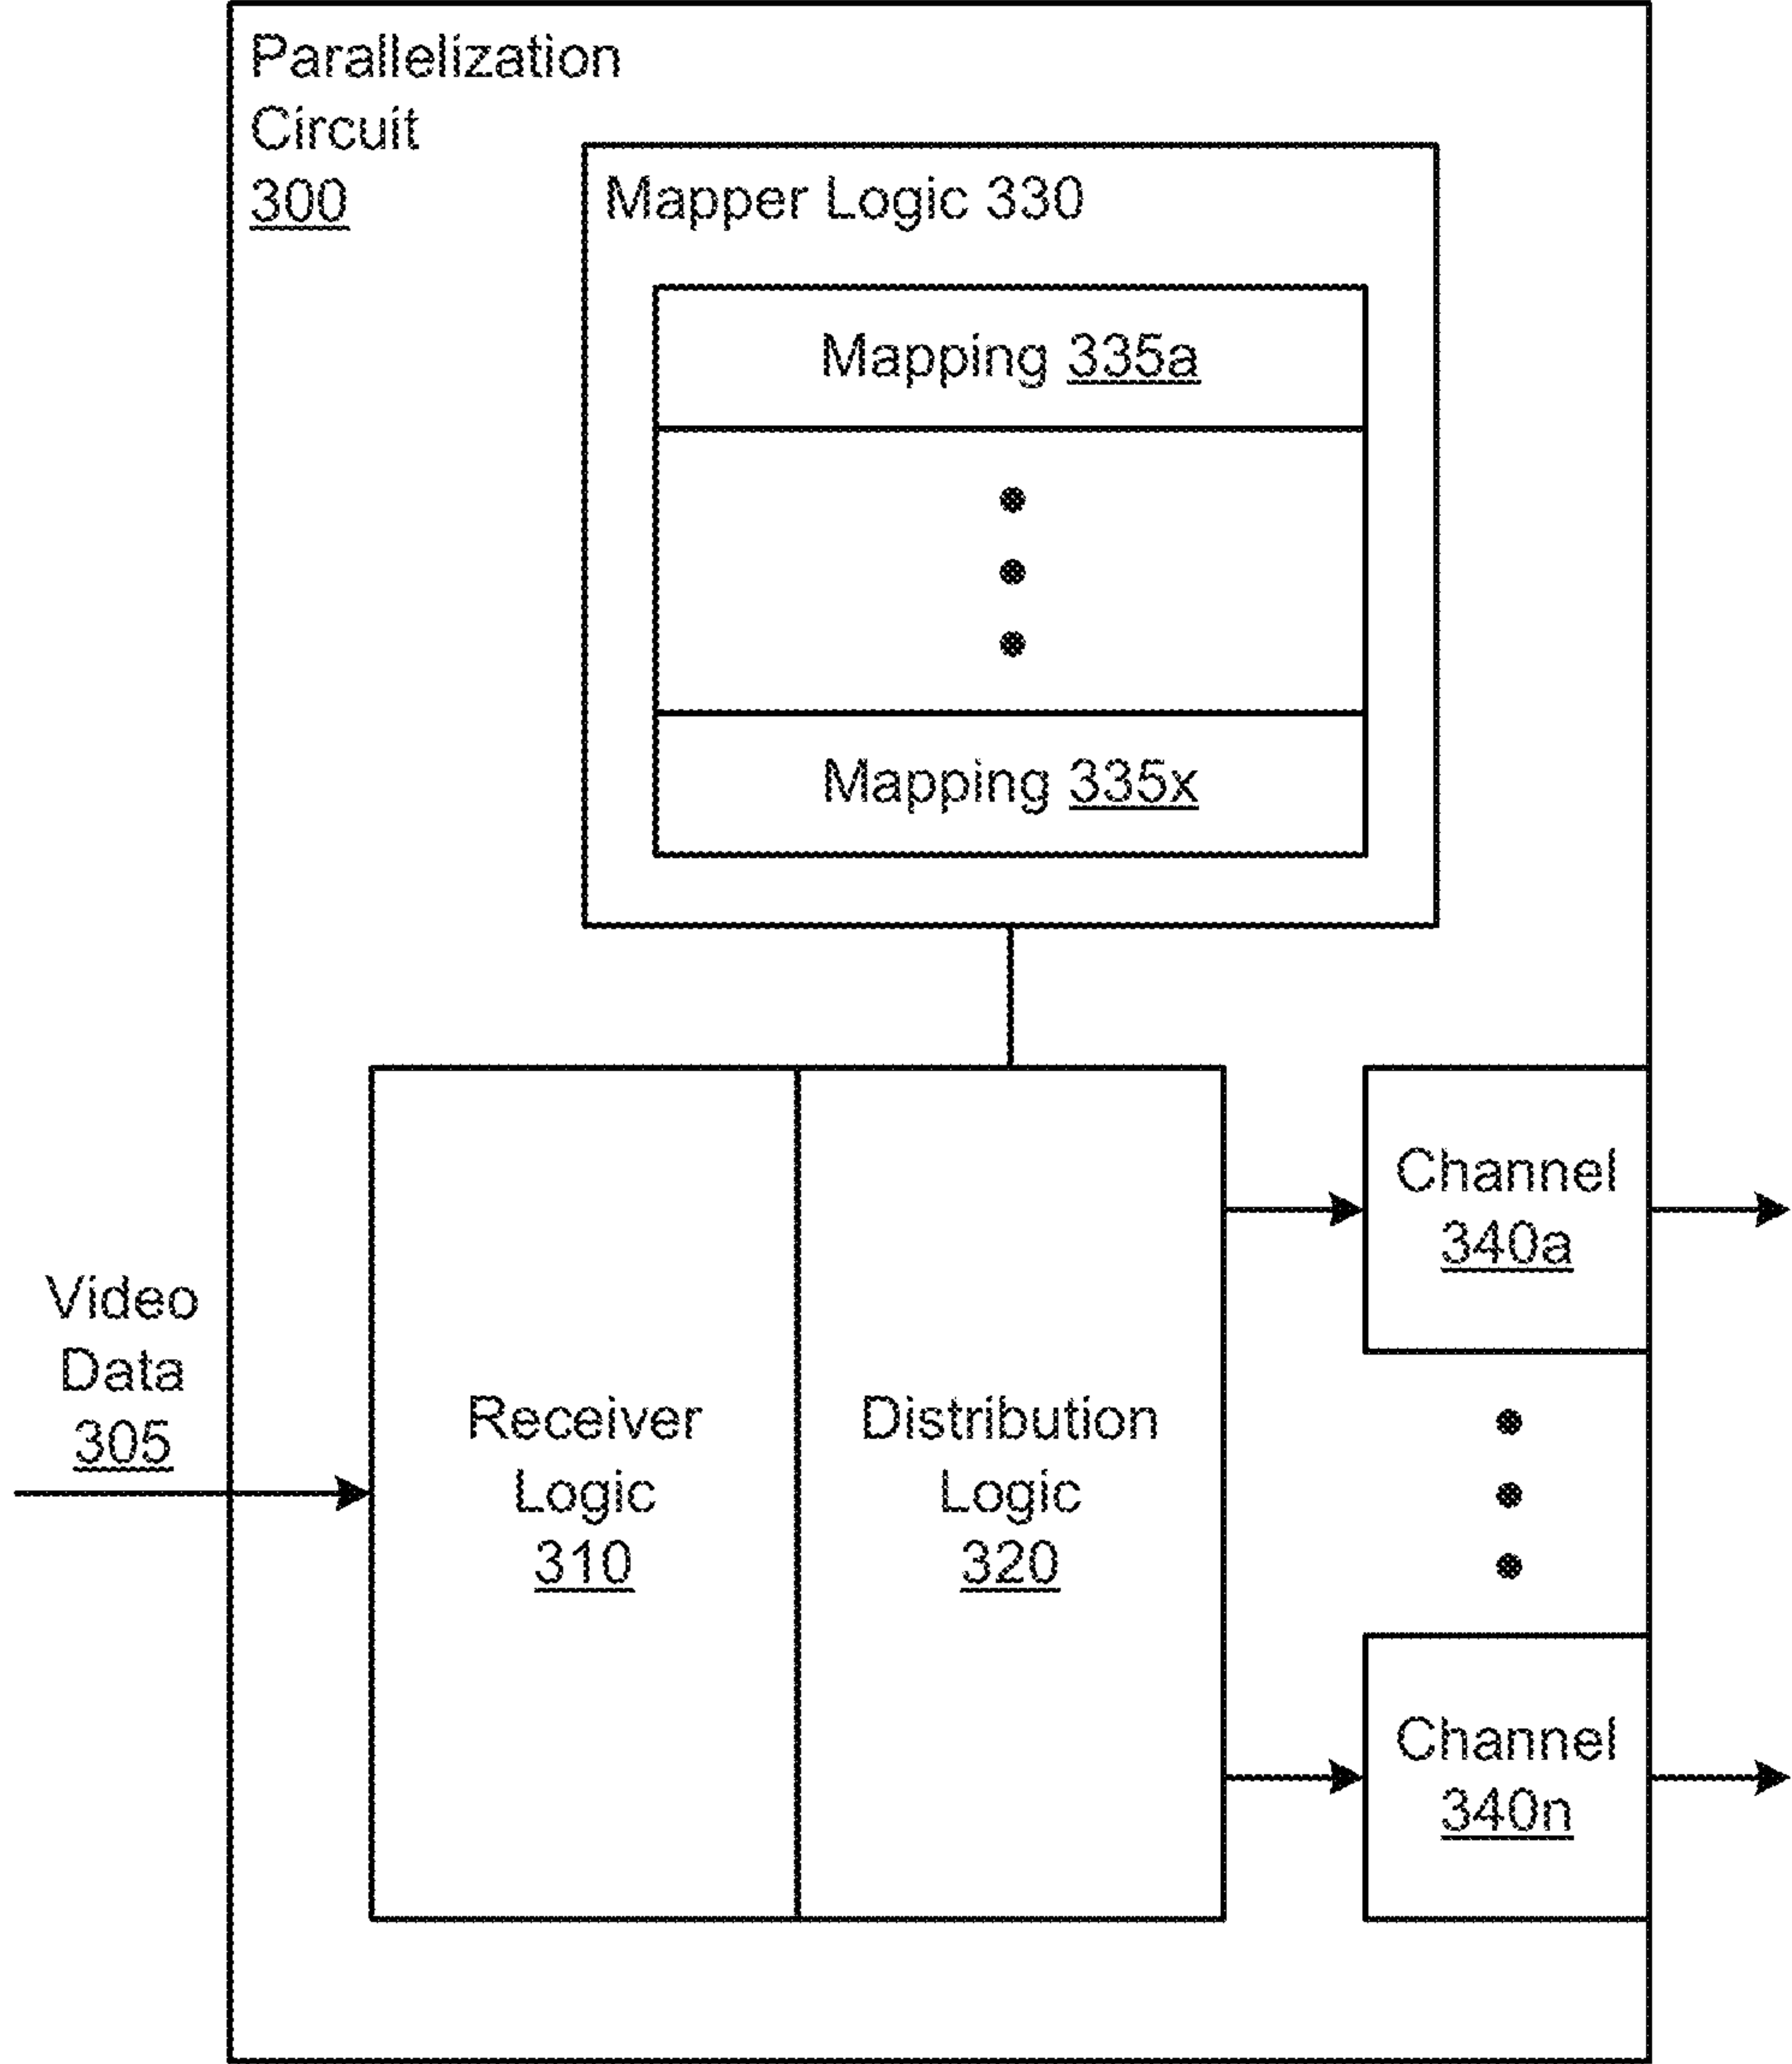 Parallelization
Circuit
300
Mapper Logic 330
Mapping 335a
Mapping 335x
Video
Data
305
Receiver
Logic
310
Distribution
Logic
320
Channel
340a
Channel
340n